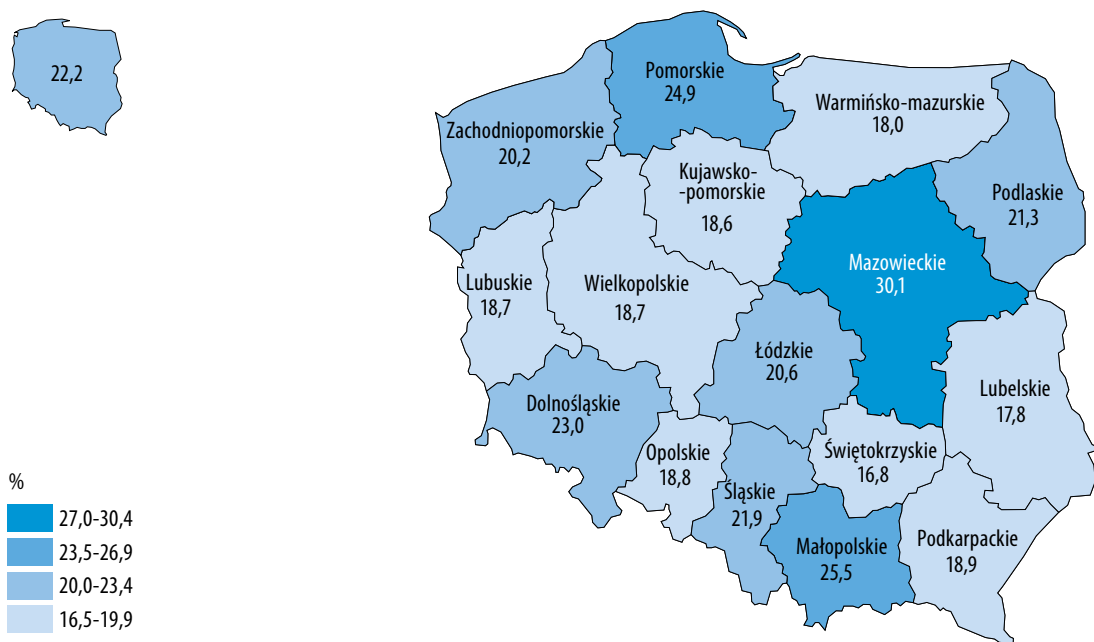 22,2
Pomorskie
24,9
Warmińsko-mazurskie
18,0
Zachodniopomorskie
20,2
Kujawsko-
-pomorskie
18,6
Podlaskie
21,3
Mazowieckie
30,1
Lubuskie
18,7
Wielkopolskie
18,7
Łódzkie
20,6
Lubelskie
17,8
Dolnośląskie
23,0
Opolskie
18,8
Świętokrzyskie
16,8
Śląskie
21,9
Małopolskie
25,5
Podkarpackie
18,9
%
27,0-30,4
23,5-26,9
20,0-23,4
16,5-19,9